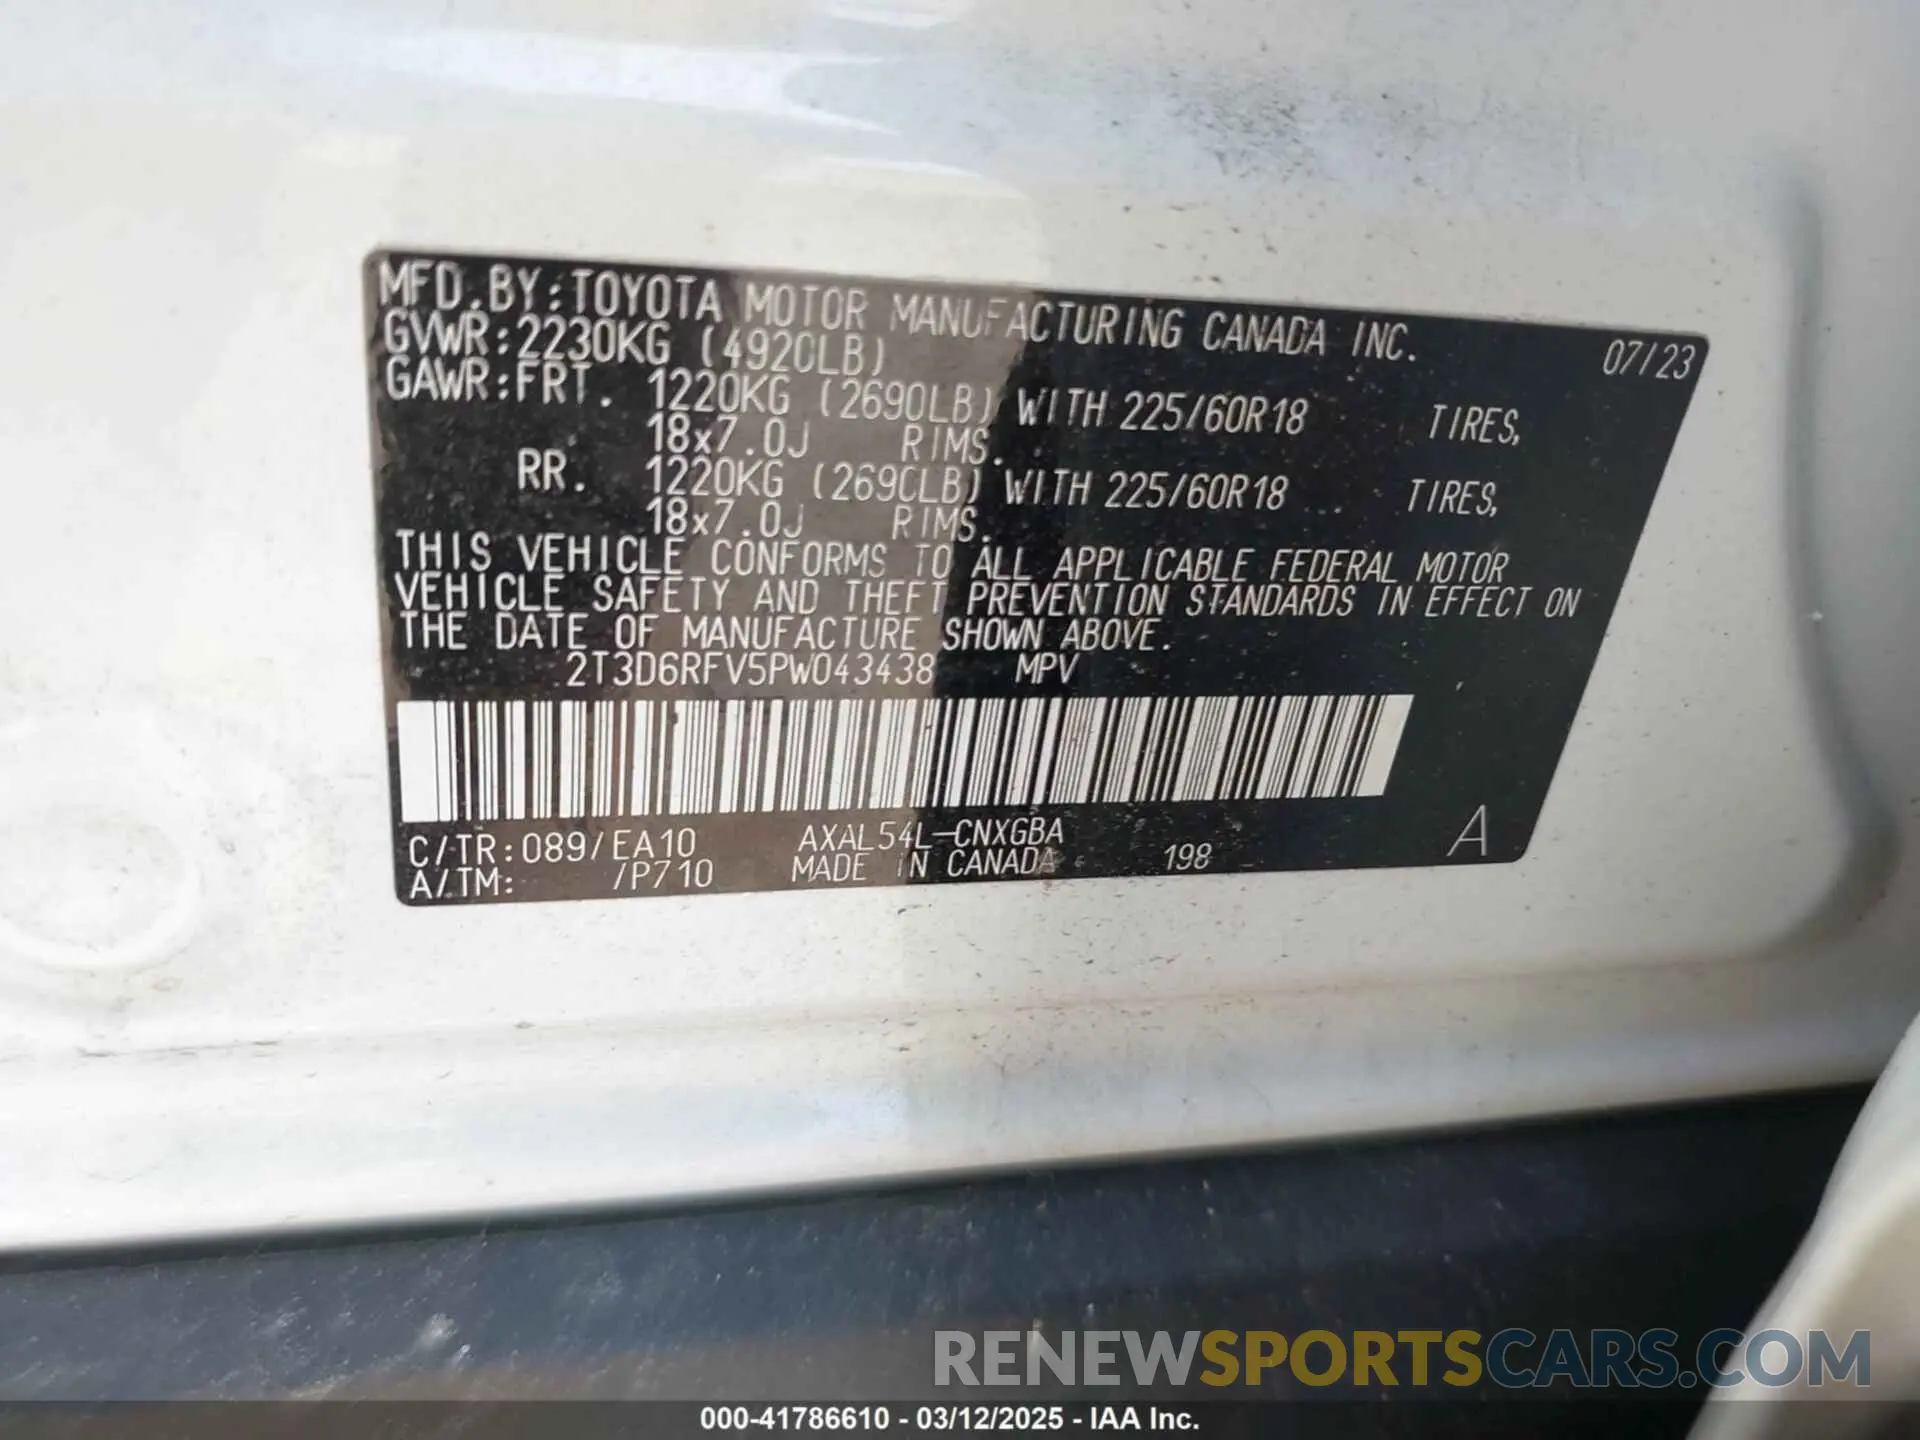 MFD.BY:TOYOTA MOTOR MANUFACTURING CANADA INC. 07/23
GVWR:2230KG (4920LB)
GAWR:FRT. 1220KG (2690LB) WITH 225/60R18 TIRES,
18x7.0J RIMS.
RR. 1220KG (2690LB) WITH 225/60R18 TIRES,
18x7.0J RIMS.
THIS VEHICLE CONFORMS TO ALL APPLICABLE FEDERAL MOTOR
VEHICLE SAFETY AND THEFT PREVENTION STANDARDS IN EFFECT ON
THE DATE OF MANUFACTURE SHOWN ABOVE.
2T3D6RFV5PW043438 MPV
C/TR:089/EA10 AXAL54L-CNXGBA
A/TM: /P710 MADE IN CANADA 198 A
RENEWSPORTSCARS.COM
000-41786610 - 03/12/2025 - IAA Inc.